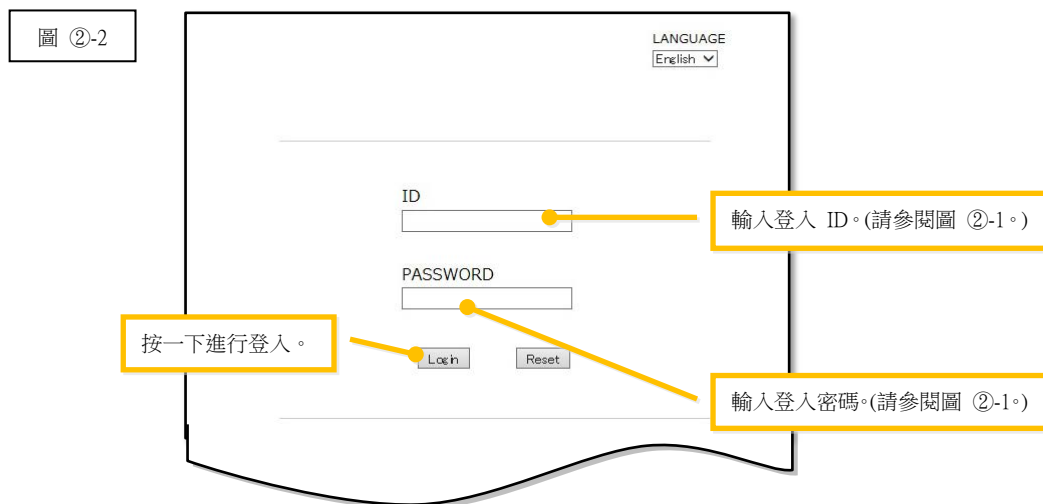 圖 ②-2
LANGUAGE
English
ID
輸入登入 ID。(請參閱圖 ②-1。)
PASSWORD
按一下進行登入。
Login
Reset
輸入登入密碼。(請參閱圖 ②-1。)